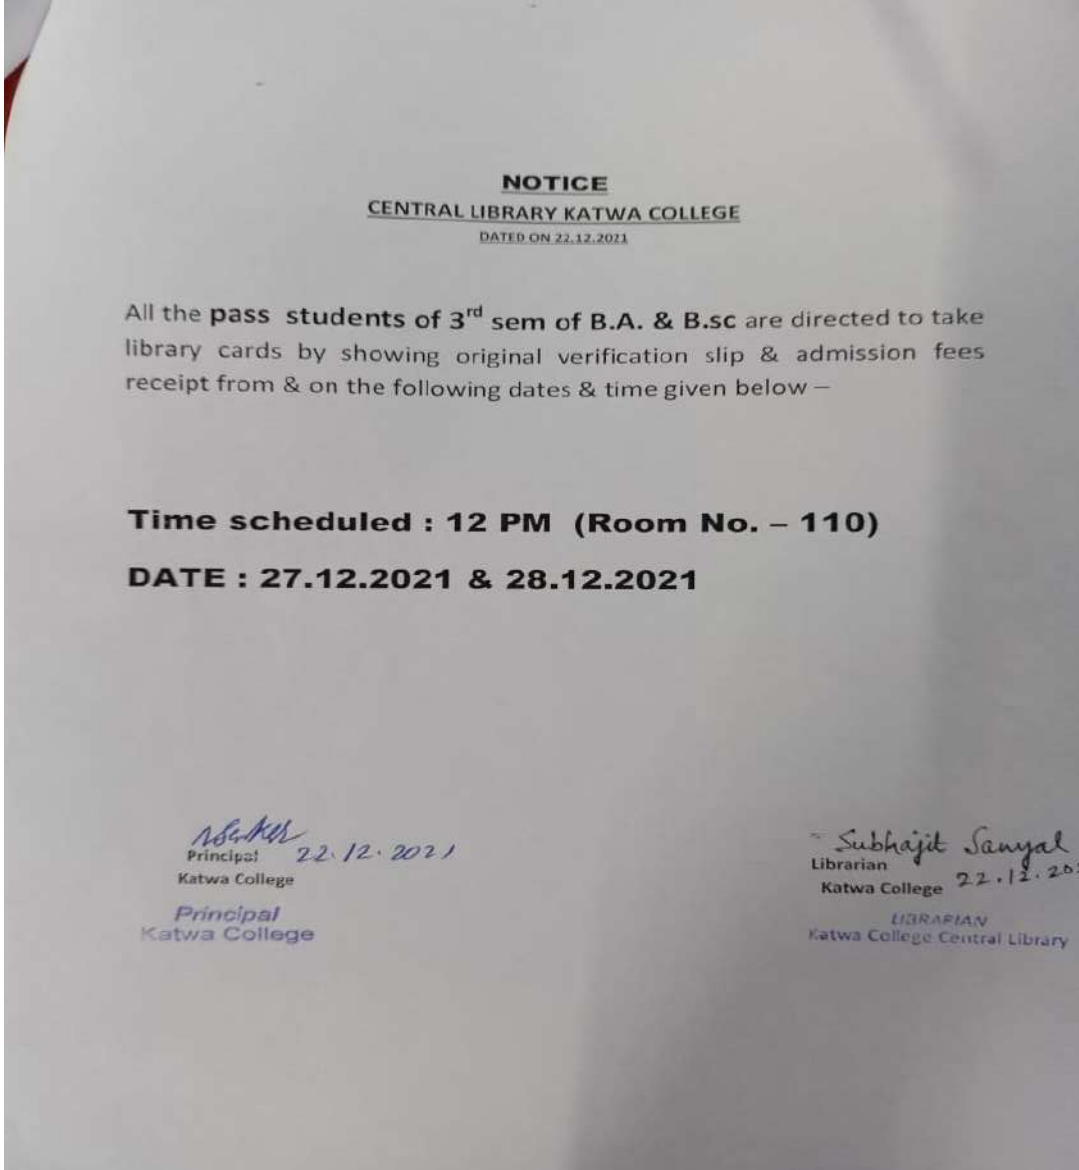 NOTICE
CENTRAL LIBRARY KATWA COLLEGE
DATED ON 22.12.2021
All the pass students of 3rd sem of B.A. & B.sc are directed to take
library cards by showing original verification slip & admission fees
receipt from & on the following dates & time given below –
Time scheduled : 12 PM (Room No. – 110)
DATE : 27.12.2021 & 28.12.2021
Principal 22.12.2021
Katwa College
Principal
Katwa College
Subhajit Sanyal
Librarian
Katwa College 22.12.20
LIBRARIAN
Katwa College Central Library